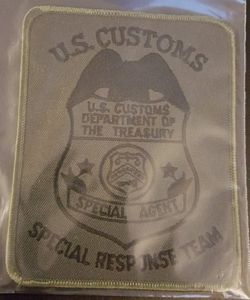 U.S. CUSTOMS
U.S. CUSTOMS
DEPARTMENT OF
THE TREASURY
SPECIAL AGENT
SPECIAL RESPONSE TEAM